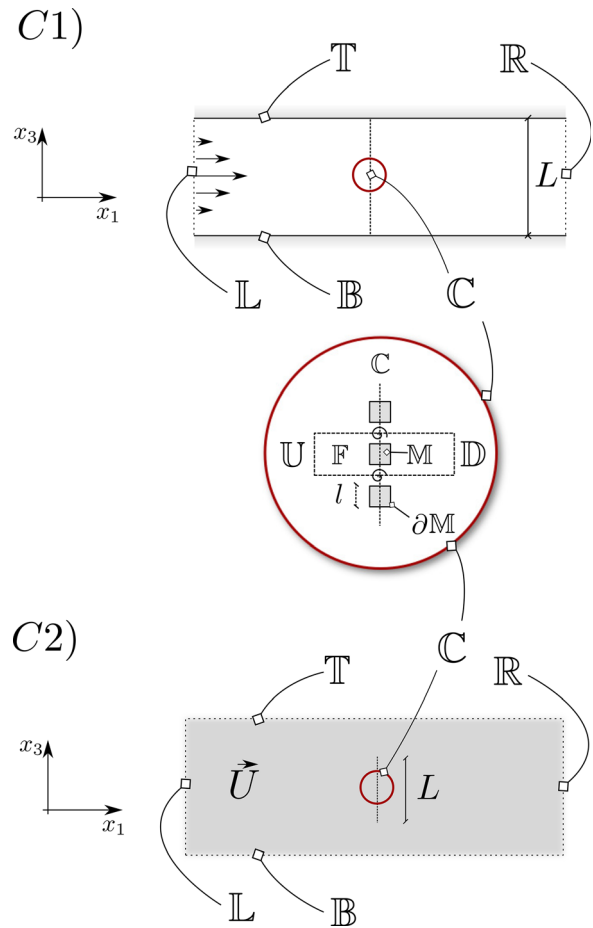 C1)
𝕋 ℝ
x₃
L
x₁
𝕃 𝔹 ℂ
ℂ
𝕌 𝔽 𝕄 𝔻
l
∂𝕄
C2)
ℂ
𝕋 ℝ
x₃
U⃗ L
x₁
𝕃 𝔹